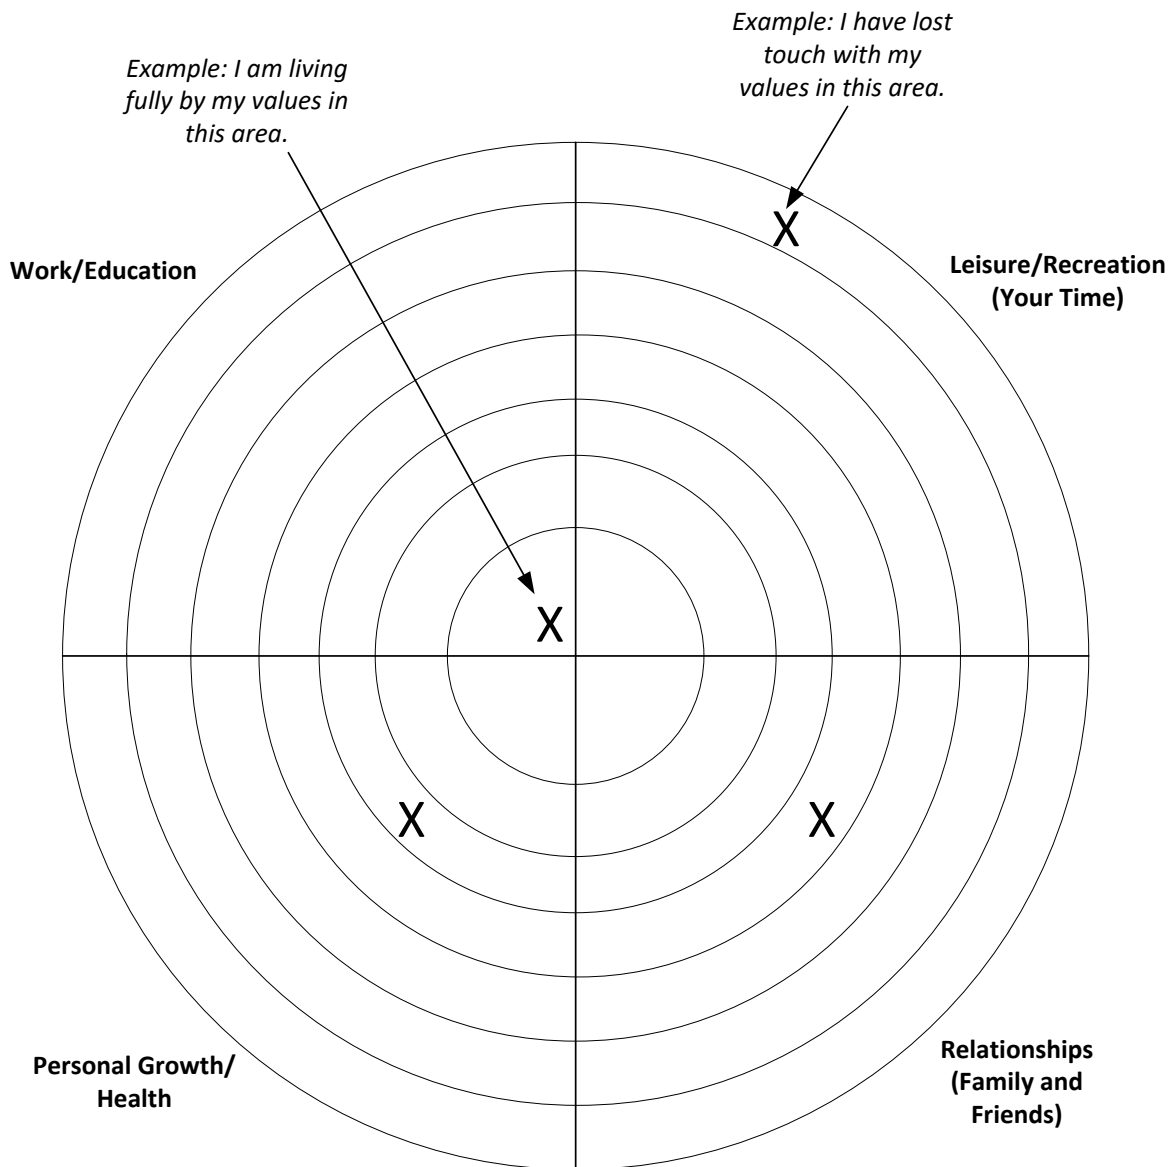 Example: I am living
fully by my values in
this area.
Example: I have lost
touch with my
values in this area.
Work/Education
Leisure/Recreation
(Your Time)
X
X
X
X
Personal Growth/
Health
Relationships
(Family and
Friends)